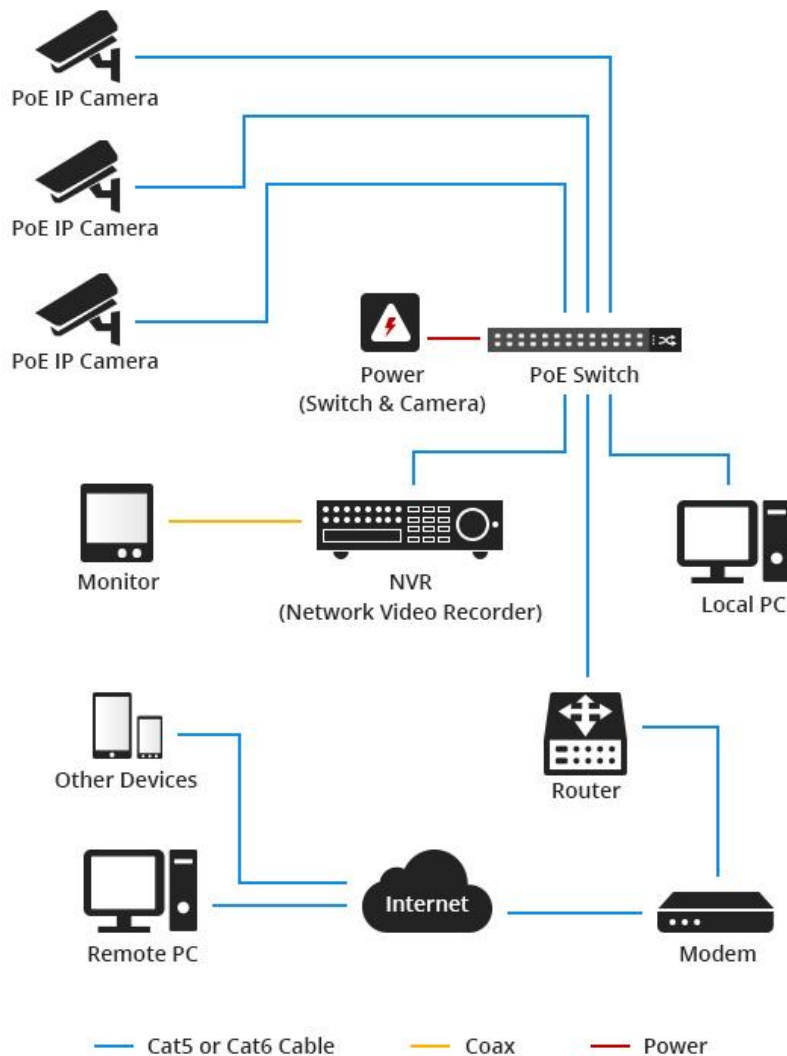 PoE IP Camera
PoE IP Camera
PoE IP Camera
Power
(Switch & Camera)
PoE Switch
Monitor
NVR
(Network Video Recorder)
Local PC
Other Devices
Router
Remote PC
Internet
Modem
Cat5 or Cat6 Cable
Coax
Power